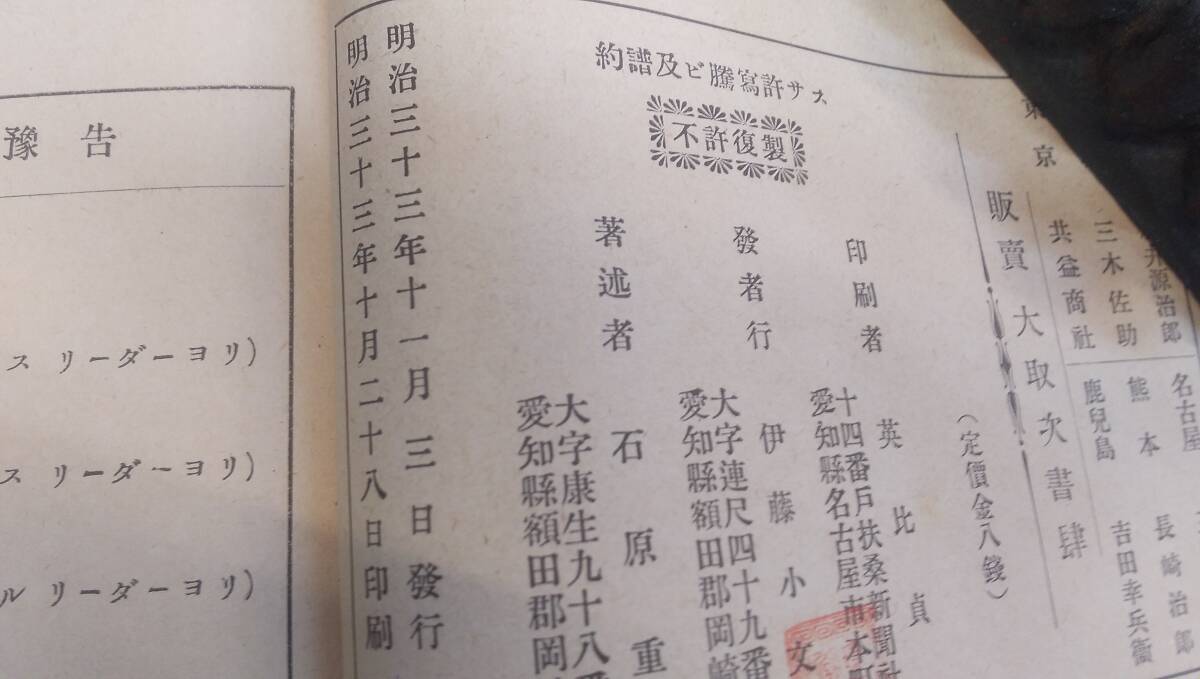 豫告
ス リーダーヨリ)
ス リーダーヨリ)
ル リーダーヨリ)
約譜及ビ謄寫許サス
不許復製
明治三十三年十月二十八日印刷
明治三十三年十一月三日發行
著述者
愛知縣額田郡岡
大字康生九十八番
石原重
發者行
愛知縣額田郡岡崎
大字連尺四十九番
伊藤小文
印刷者
愛知縣名古屋市本町
十四番戶扶桑新聞社
英比貞
(定價金八錢)
販賣大取次書肆
東京
共益商社
三木佐助
井源治郎
鹿兒島 吉田幸兵衞
熊本 長崎治郎
名古屋